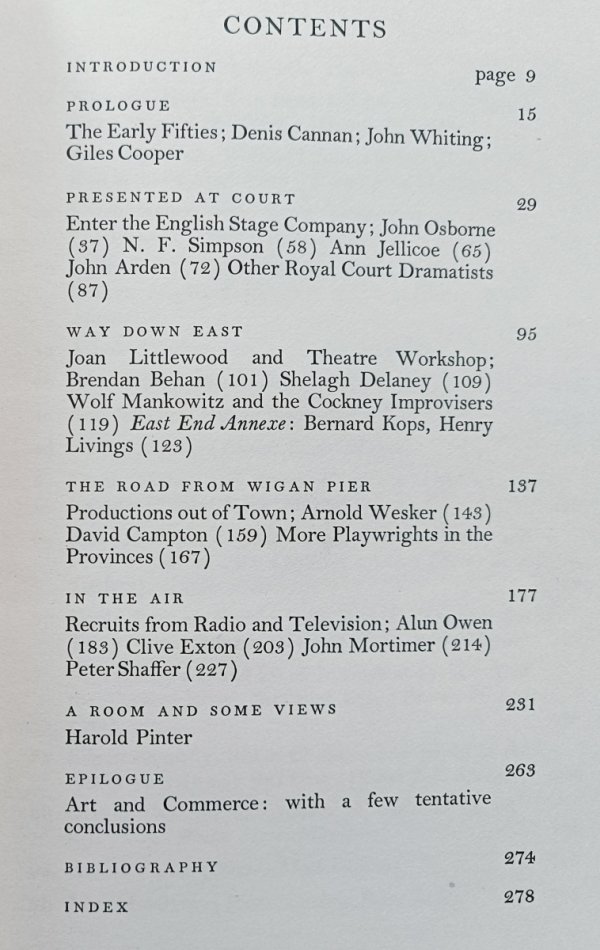 CONTENTS
INTRODUCTION page 9
PROLOGUE 15
The Early Fifties; Denis Cannan; John Whiting;
Giles Cooper
PRESENTED AT COURT 29
Enter the English Stage Company; John Osborne
(37) N. F. Simpson (58) Ann Jellicoe (65)
John Arden (72) Other Royal Court Dramatists
(87)
WAY DOWN EAST 95
Joan Littlewood and Theatre Workshop;
Brendan Behan (101) Shelagh Delaney (109)
Wolf Mankowitz and the Cockney Improvisers
(119) East End Annexe: Bernard Kops, Henry
Livings (123)
THE ROAD FROM WIGAN PIER 137
Productions out of Town; Arnold Wesker (143)
David Campton (159) More Playwrights in the
Provinces (167)
IN THE AIR 177
Recruits from Radio and Television; Alun Owen
(183) Clive Exton (203) John Mortimer (214)
Peter Shaffer (227)
A ROOM AND SOME VIEWS 231
Harold Pinter
EPILOGUE 263
Art and Commerce: with a few tentative
conclusions
BIBLIOGRAPHY 274
INDEX 278